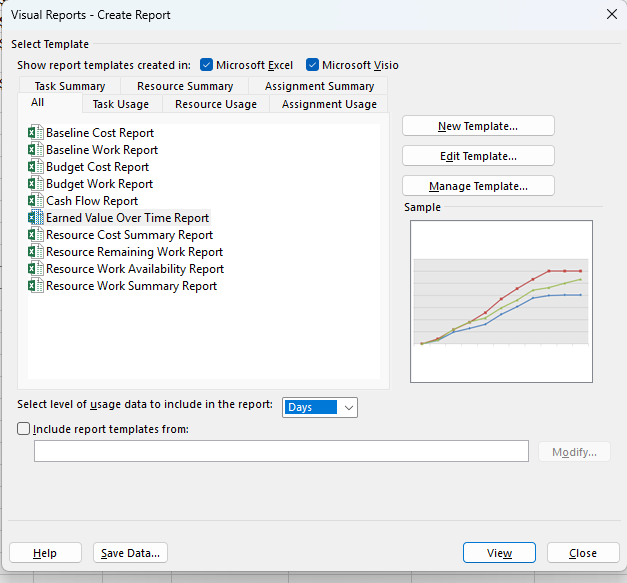 Visual Reports - Create Report
Select Template
Show report templates created in: Microsoft Excel Microsoft Visio
Task Summary Resource Summary Assignment Summary
All Task Usage Resource Usage Assignment Usage
Baseline Cost Report
Baseline Work Report
Budget Cost Report
Budget Work Report
Cash Flow Report
Earned Value Over Time Report
Resource Cost Summary Report
Resource Remaining Work Report
Resource Work Availability Report
Resource Work Summary Report
New Template...
Edit Template...
Manage Template...
Sample
Select level of usage data to include in the report: Days
Include report templates from:
Modify...
Help Save Data... View Close